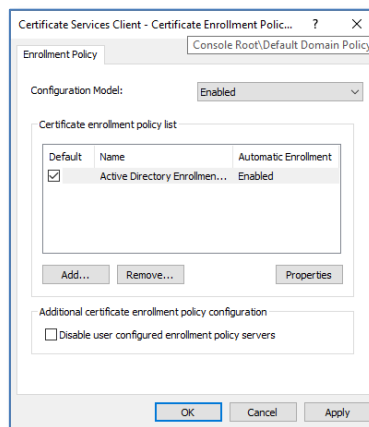 Certificate Services Client - Certificate Enrollment Polic... ? ×
Console Root\Default Domain Policy
Enrollment Policy
Configuration Model: Enabled
Certificate enrollment policy list
Default Name Automatic Enrollment
Active Directory Enrollmen... Enabled
Add... Remove... Properties
Additional certificate enrollment policy configuration
Disable user configured enrollment policy servers
OK Cancel Apply